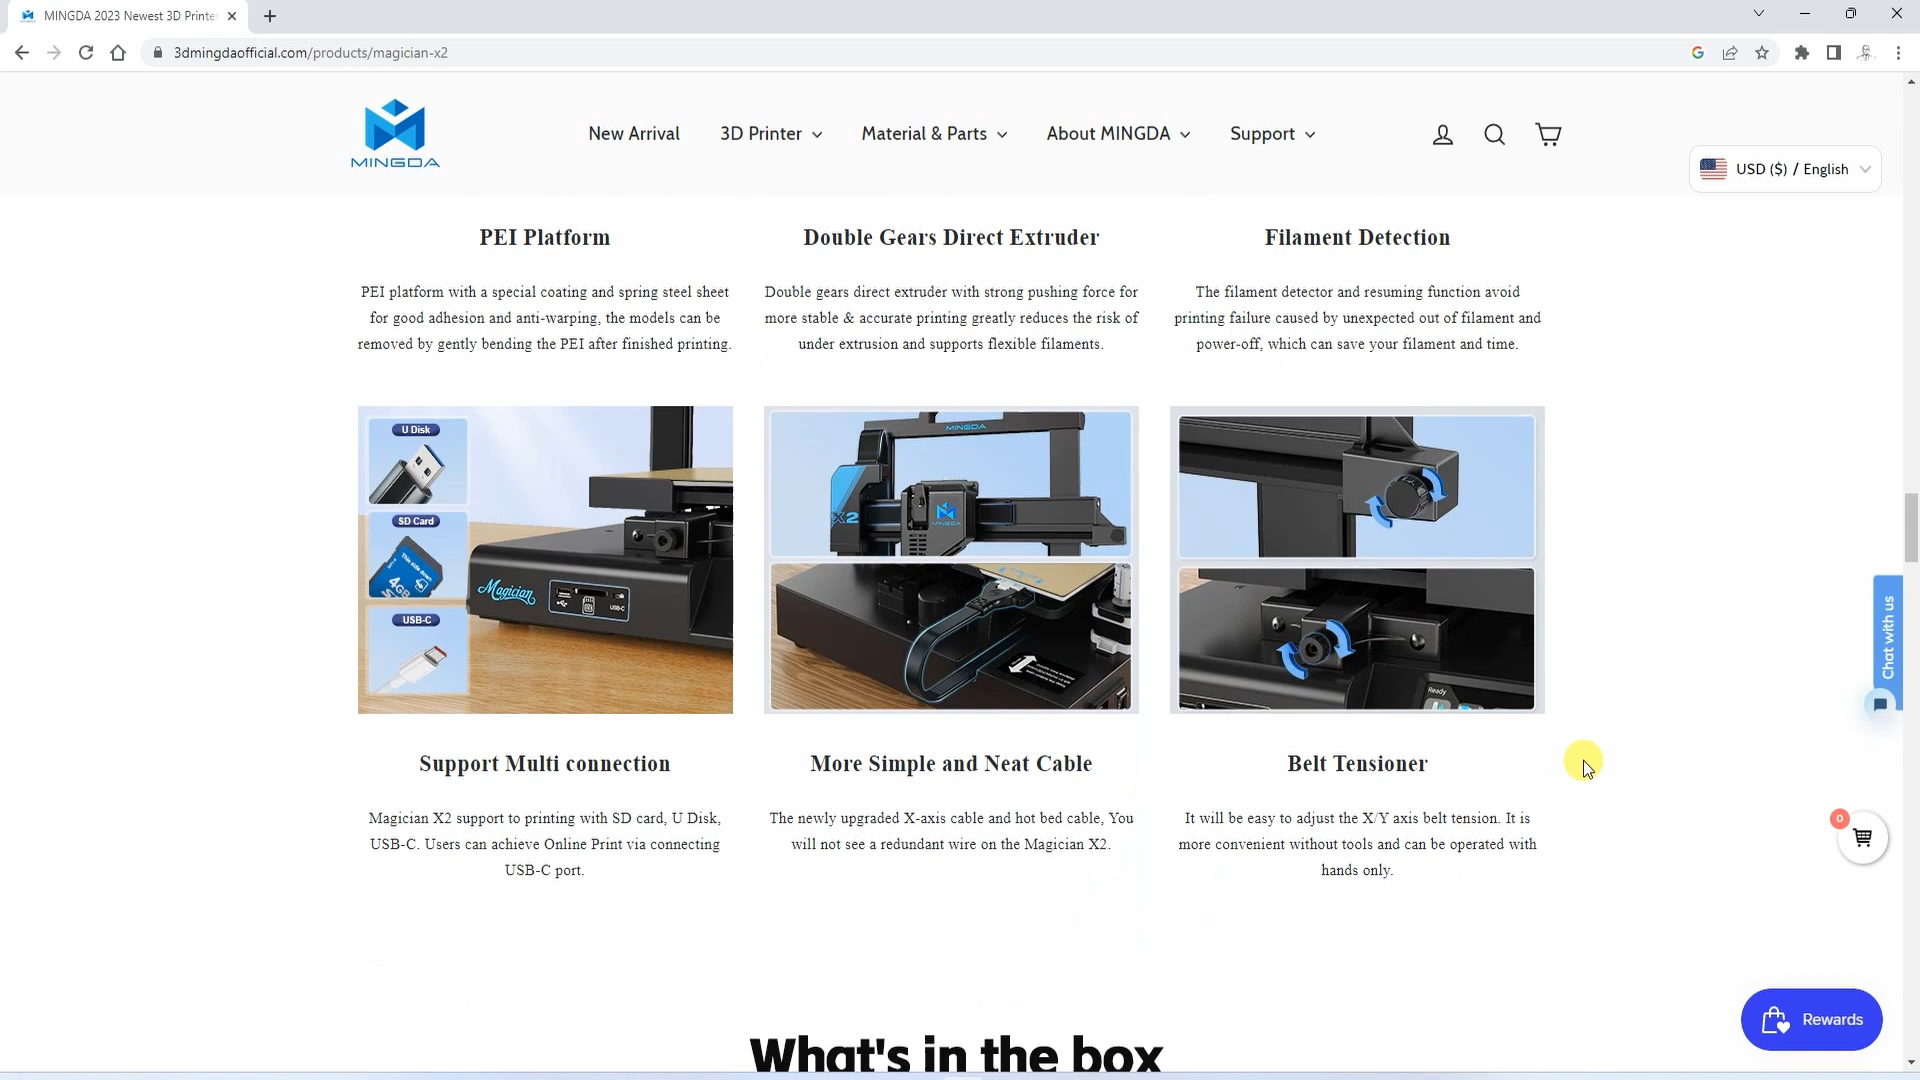 MINGDA 2023 Newest 3D Printe
3dmingdaofficial.com/products/magician-x2
MINGDA
New Arrival
3D Printer
Material & Parts
About MINGDA
Support
USD ($) / English
PEI Platform
PEI platform with a special coating and spring steel sheet
for good adhesion and anti-warping, the models can be
removed by gently bending the PEI after finished printing.
Double Gears Direct Extruder
Double gears direct extruder with strong pushing force for
more stable & accurate printing greatly reduces the risk of
under extrusion and supports flexible filaments.
Filament Detection
The filament detector and resuming function avoid
printing failure caused by unexpected out of filament and
power-off, which can save your filament and time.
U Disk
SD Card
4GB
USB-C
Magician
USB-C
MINGDA
X2
MINGDA
Ready
Support Multi connection
Magician X2 support to printing with SD card, U Disk,
USB-C. Users can achieve Online Print via connecting
USB-C port.
More Simple and Neat Cable
The newly upgraded X-axis cable and hot bed cable, You
will not see a redundant wire on the Magician X2.
Belt Tensioner
It will be easy to adjust the X/Y axis belt tension. It is
more convenient without tools and can be operated with
hands only.
Chat with us
0
Rewards
What's in the box